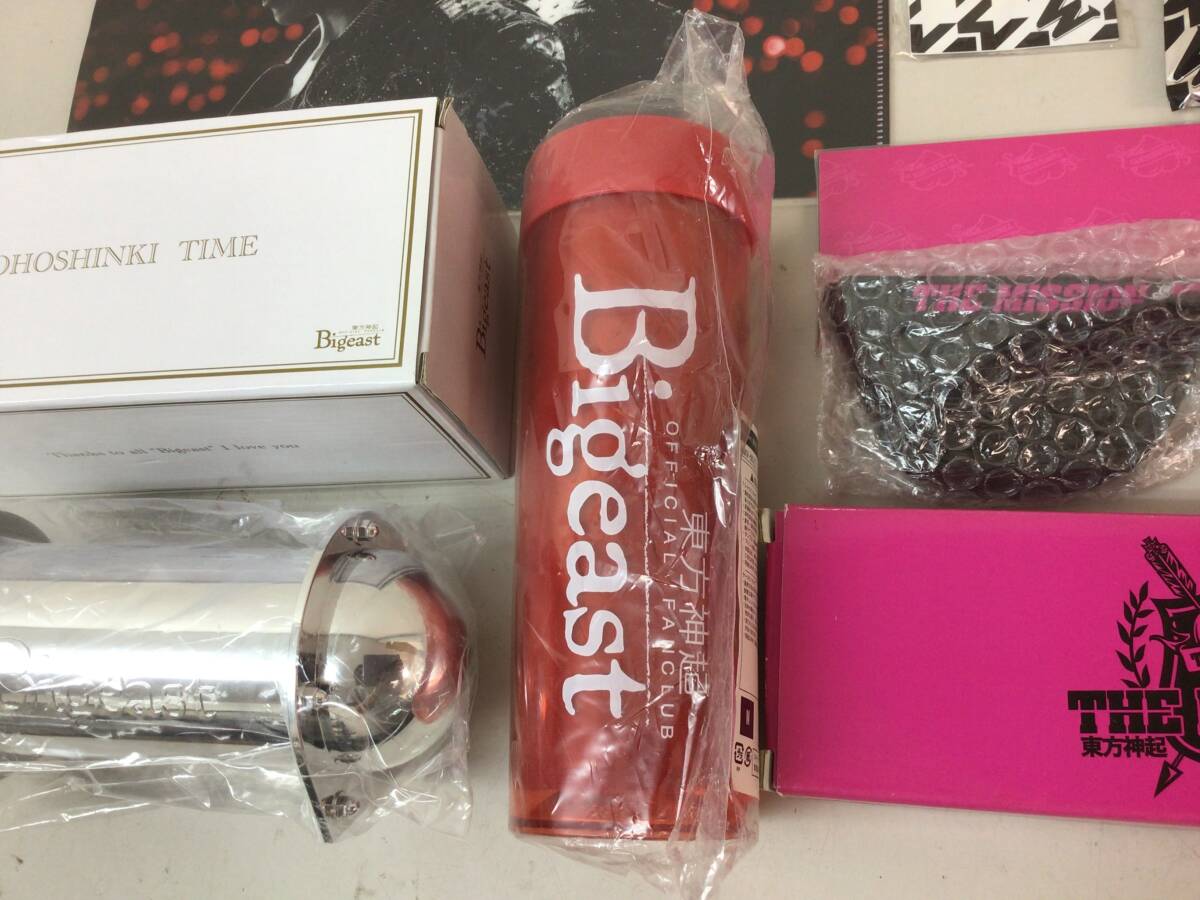 OHOSHINKI TIME
東方神起
Bigeast
Bigeast
"Thanks to all "Bigeast" I love you
Bigeast
Bigeast
OFFICIAL FANCLUB
東方神起
THE MISSION
THE
東方神起